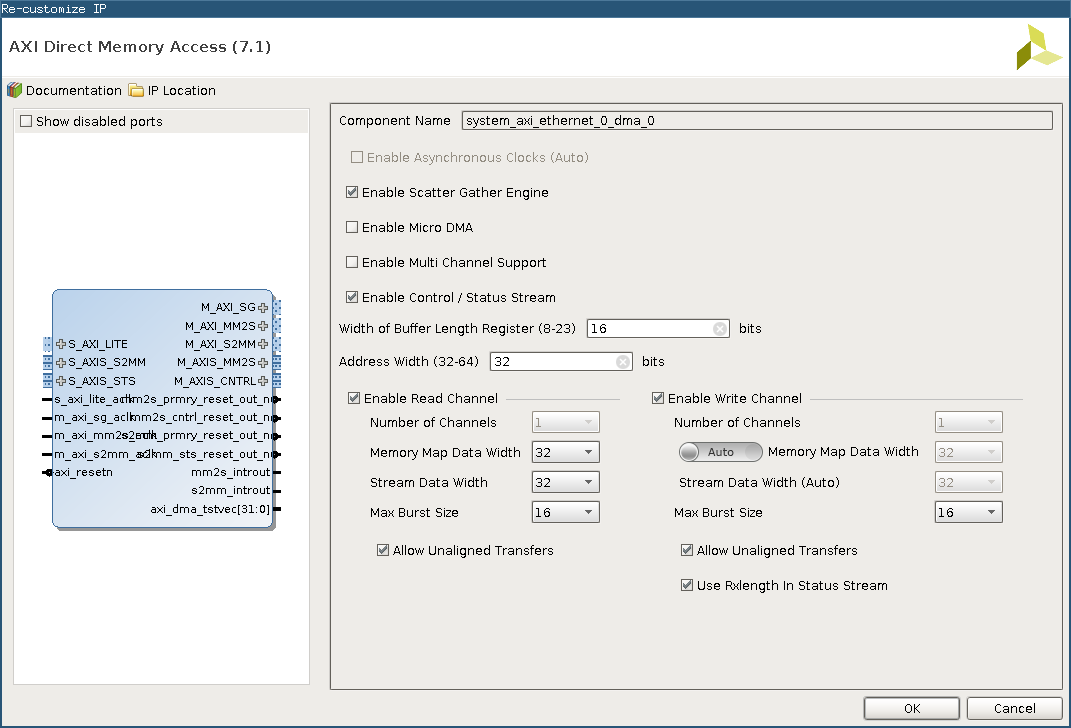 Re-customize IP
AXI Direct Memory Access (7.1)
Documentation IP Location
Show disabled ports
M_AXI_SG
M_AXI_MM2S
S_AXI_LITE M_AXI_S2MM
S_AXIS_S2MM M_AXIS_MM2S
S_AXIS_STS M_AXIS_CNTRL
s_axi_lite_aclk mm2s_prmry_reset_out_n
m_axi_sg_aclk mm2s_cntrl_reset_out_n
m_axi_mm2s_aclk s2mm_prmry_reset_out_n
m_axi_s2mm_aclk s2mm_sts_reset_out_n
axi_resetn mm2s_introut
s2mm_introut
axi_dma_tstvec[31:0]
Component Name system_axi_ethernet_0_dma_0
Enable Asynchronous Clocks (Auto)
Enable Scatter Gather Engine
Enable Micro DMA
Enable Multi Channel Support
Enable Control / Status Stream
Width of Buffer Length Register (8-23) 16 bits
Address Width (32-64) 32 bits
Enable Read Channel
Number of Channels 1
Memory Map Data Width 32
Stream Data Width 32
Max Burst Size 16
Allow Unaligned Transfers
Enable Write Channel
Number of Channels 1
Auto Memory Map Data Width 32
Stream Data Width (Auto) 32
Max Burst Size 16
Allow Unaligned Transfers
Use Rxlength In Status Stream
OK Cancel